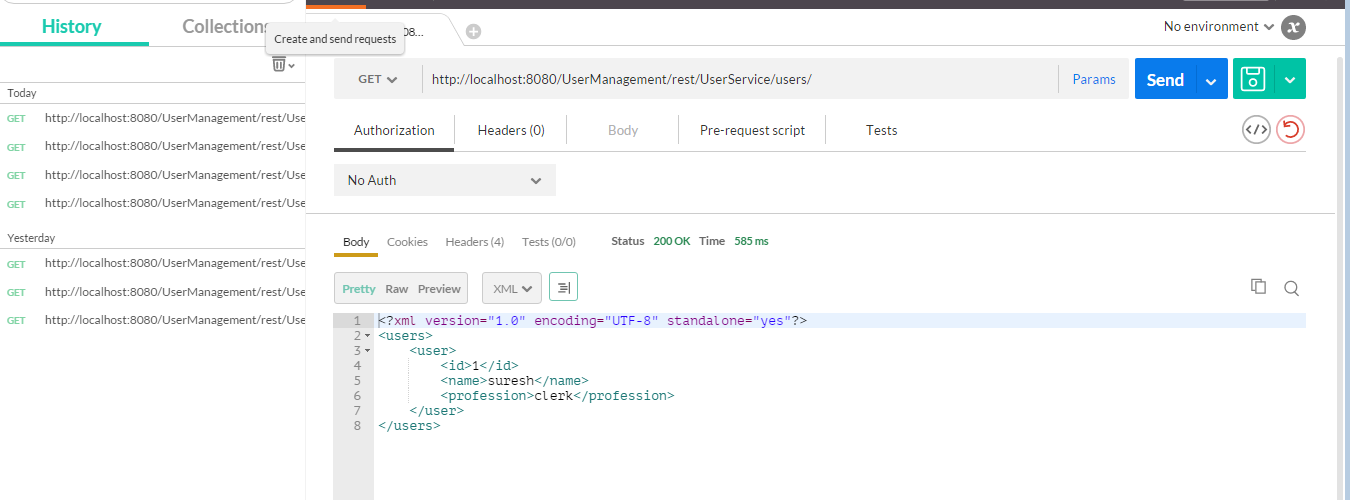 History Collections
Create and send requests
08...
No environment
Today
GET http://localhost:8080/UserManagement/rest/Use
GET http://localhost:8080/UserManagement/rest/Use
GET http://localhost:8080/UserManagement/rest/Use
GET http://localhost:8080/UserManagement/rest/Use
Yesterday
GET http://localhost:8080/UserManagement/rest/Use
GET http://localhost:8080/UserManagement/rest/Use
GET http://localhost:8080/UserManagement/rest/Use
GET http://localhost:8080/UserManagement/rest/UserService/users/ Params Send
Authorization Headers (0) Body Pre-request script Tests
No Auth
Body Cookies Headers (4) Tests (0/0) Status 200 OK Time 585 ms
Pretty Raw Preview XML
1 <?xml version="1.0" encoding="UTF-8" standalone="yes"?>
2 <users>
3 <user>
4 <id>1</id>
5 <name>suresh</name>
6 <profession>clerk</profession>
7 </user>
8 </users>